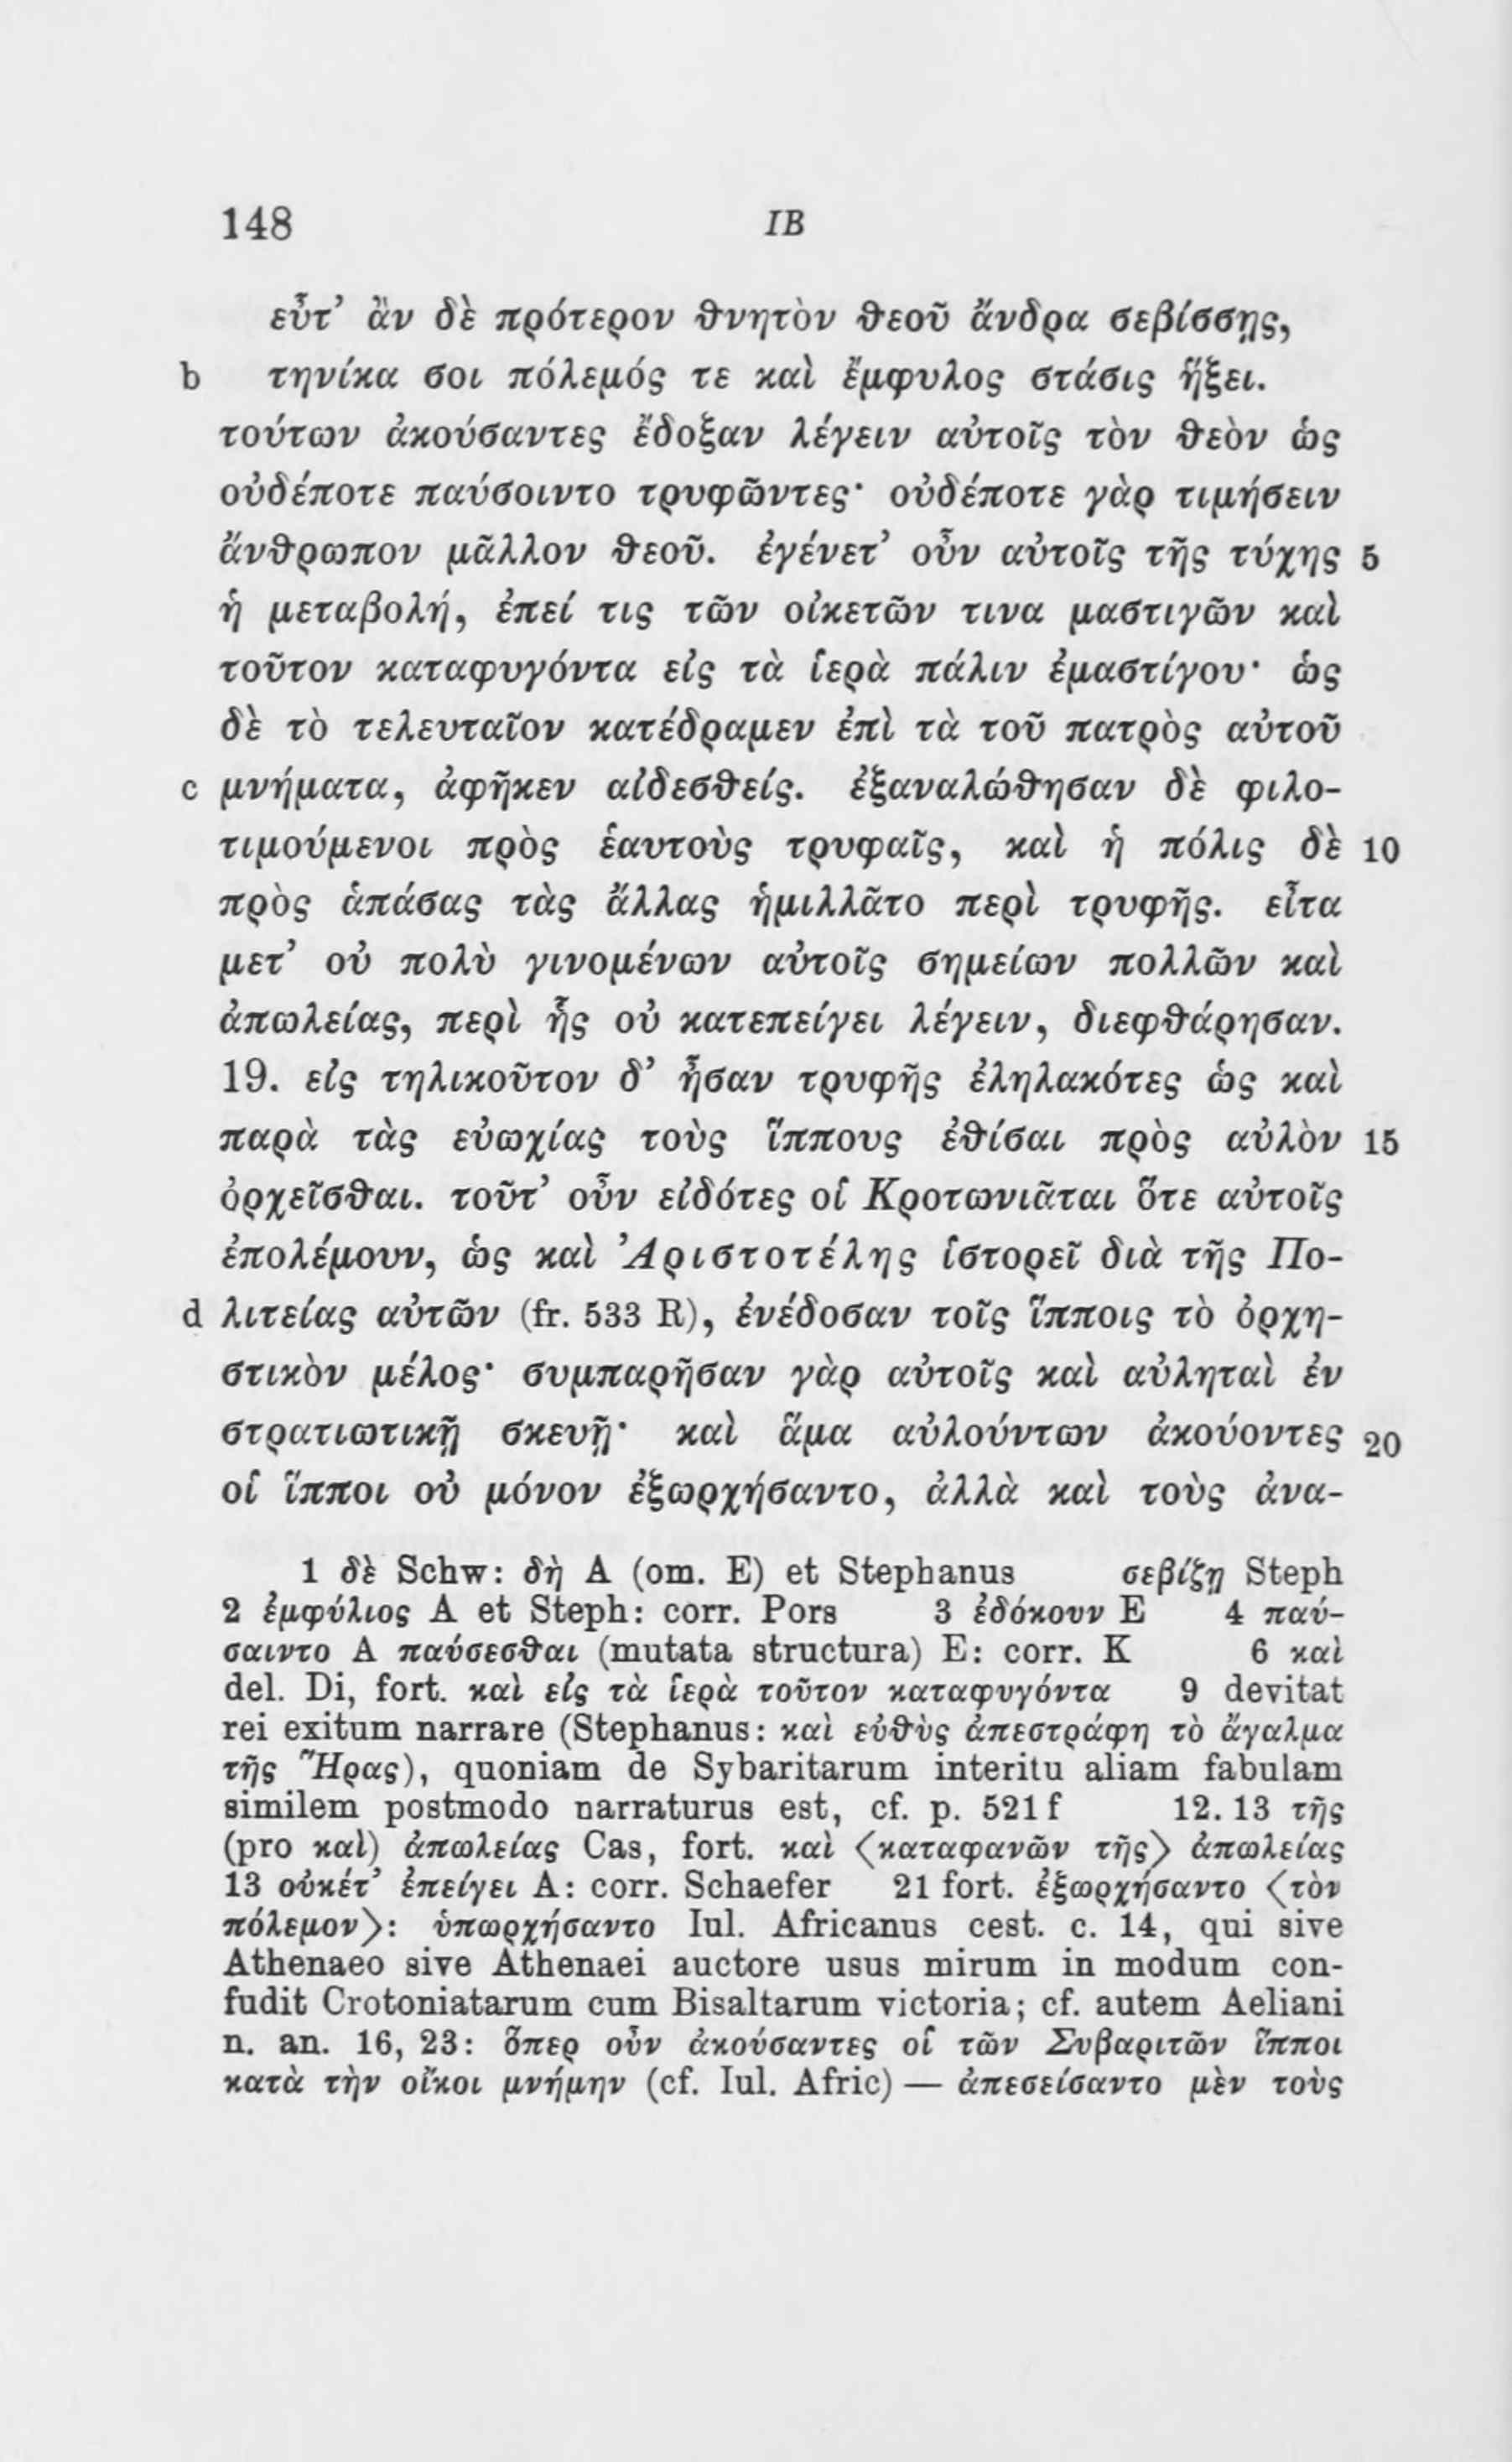 148 IB
εὖτ’ ἂν δὲ πρότερον θνητὸν θεοῦ ἄνδρα σεβίσσῃς,
b τηνίκα σοι πόλεμός τε καὶ ἔμφυλος στάσις ἥξει.
τούτων ἀκούσαντες ἔδοξαν λέγειν αὐτοῖς τὸν θεὸν ὡς
οὐδέποτε παύσοιντο τρυφῶντες· οὐδέποτε γὰρ τιμήσειν
ἄνθρωπον μᾶλλον θεοῦ. ἐγένετ’ οὖν αὐτοῖς τῆς τύχης 5
ἡ μεταβολή, ἐπεί τις τῶν οἰκετῶν τινα μαστιγῶν καὶ
τοῦτον καταφυγόντα εἰς τὰ ἱερὰ πάλιν ἐμαστίγου· ὡς
δὲ τὸ τελευταῖον κατέδραμεν ἐπὶ τὰ τοῦ πατρὸς αὐτοῦ
c μνήματα, ἀφῆκεν αἰδεσθείς. ἐξαναλώθησαν δὲ φιλο-
τιμούμενοι πρὸς ἑαυτοὺς τρυφαῖς, καὶ ἡ πόλις δὲ 10
πρὸς ἁπάσας τὰς ἄλλας ἡμιλλᾶτο περὶ τρυφῆς. εἶτα
μετ’ οὐ πολὺ γινομένων αὐτοῖς σημείων πολλῶν καὶ
ἀπωλείας, περὶ ἧς οὐ κατεπείγει λέγειν, διεφθάρησαν.
19. εἰς τηλικοῦτον δ’ ἦσαν τρυφῆς ἐληλακότες ὡς καὶ
παρὰ τὰς εὐωχίας τοὺς ἵππους ἐθίσαι πρὸς αὐλὸν 15
ὀρχεῖσθαι. τοῦτ’ οὖν εἰδότες οἱ Κροτωνιᾶται ὅτε αὐτοῖς
ἐπολέμουν, ὡς καὶ Ἀριστοτέλης ἱστορεῖ διὰ τῆς Πο-
d λιτείας αὐτῶν (fr. 533 R), ἐνέδοσαν τοῖς ἵπποις τὸ ὀρχη-
στικὸν μέλος· συμπαρῆσαν γὰρ αὐτοῖς καὶ αὐληταὶ ἐν
στρατιωτικῇ σκευῇ· καὶ ἅμα αὐλούντων ἀκούοντες 20
οἱ ἵπποι οὐ μόνον ἐξωρχήσαντο, ἀλλὰ καὶ τοὺς ἀνα-
1 δὲ Schw: δὴ A (om. E) et Stephanus σεβίζῃ Steph
2 ἐμφύλιος A et Steph: corr. Pors 3 ἐδόκουν E 4 παύ-
σαιντο A παύσεσθαι (mutata structura) E: corr. K 6 καὶ
del. Di, fort. καὶ εἰς τὰ ἱερὰ τοῦτον καταφυγόντα 9 devitat
rei exitum narrare (Stephanus: καὶ εὐθὺς ἀπεστράφη τὸ ἄγαλμα
τῆς Ἥρας), quoniam de Sybaritarum interitu aliam fabulam
similem postmodo narraturus est, cf. p. 521 f 12. 13 τῆς
(pro καὶ) ἀπωλείας Cas, fort. καὶ ⟨καταφανῶν τῆς⟩ ἀπωλείας
13 οὐκέτ’ ἐπείγει A: corr. Schaefer 21 fort. ἐξωρχήσαντο ⟨τὸν
πόλεμον⟩: ὑπωρχήσαντο Iul. Africanus cest. c. 14, qui sive
Athenaeo sive Athenaei auctore usus mirum in modum con-
fudit Crotoniatarum cum Bisaltarum victoria; cf. autem Aeliani
n. an. 16, 23: ὅπερ οὖν ἀκούσαντες οἱ τῶν Συβαριτῶν ἵπποι
κατὰ τὴν οἴκοι μνήμην (cf. Iul. Afric) — ἀπεσείσαντο μὲν τοὺς